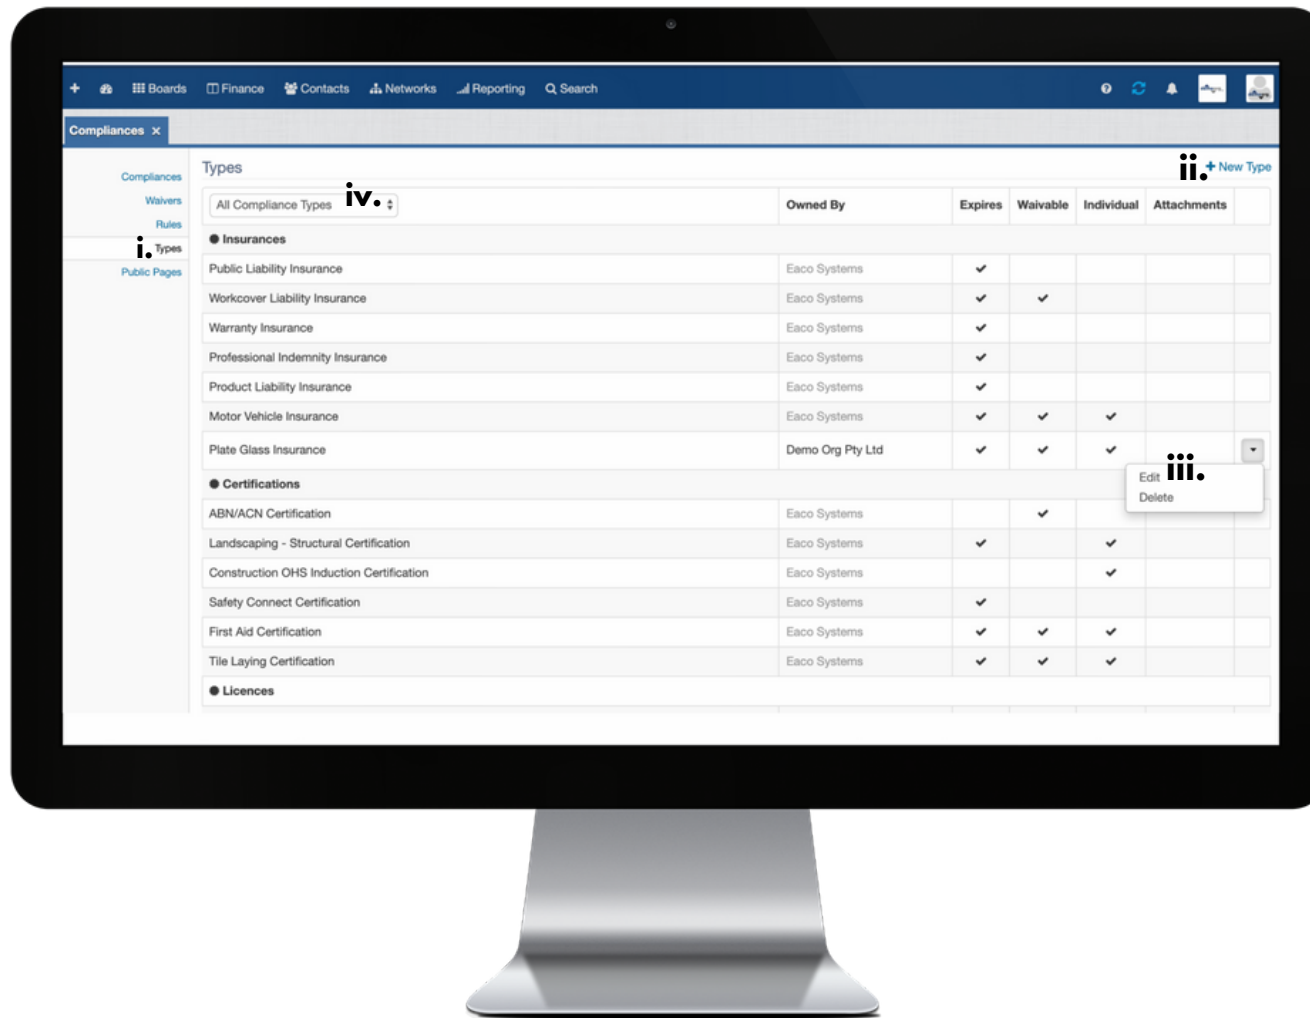 Boards Finance Contacts Networks Reporting Search
Compliances
Compliances
Waivers
Rules
i. Types
Public Pages
Types
ii. + New Type
All Compliance Types iv. Owned By Expires Waivable Individual Attachments
Insurances
Public Liability Insurance Eaco Systems
Workcover Liability Insurance Eaco Systems
Warranty Insurance Eaco Systems
Professional Indemnity Insurance Eaco Systems
Product Liability Insurance Eaco Systems
Motor Vehicle Insurance Eaco Systems
Plate Glass Insurance Demo Org Pty Ltd
Edit iii.
Delete
Certifications
ABN/ACN Certification Eaco Systems
Landscaping - Structural Certification Eaco Systems
Construction OHS Induction Certification Eaco Systems
Safety Connect Certification Eaco Systems
First Aid Certification Eaco Systems
Tile Laying Certification Eaco Systems
Licences